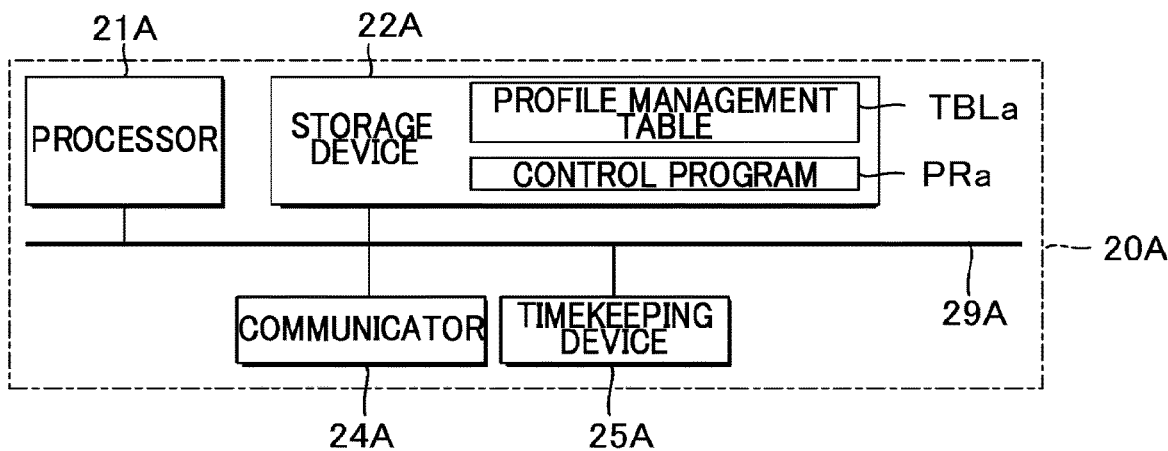 21A
22A
PROCESSOR
STORAGE
DEVICE
PROFILE MANAGEMENT
TABLE
TBLa
CONTROL PROGRAM
PRa
20A
29A
COMMUNICATOR
TIMEKEEPING
DEVICE
24A
25A